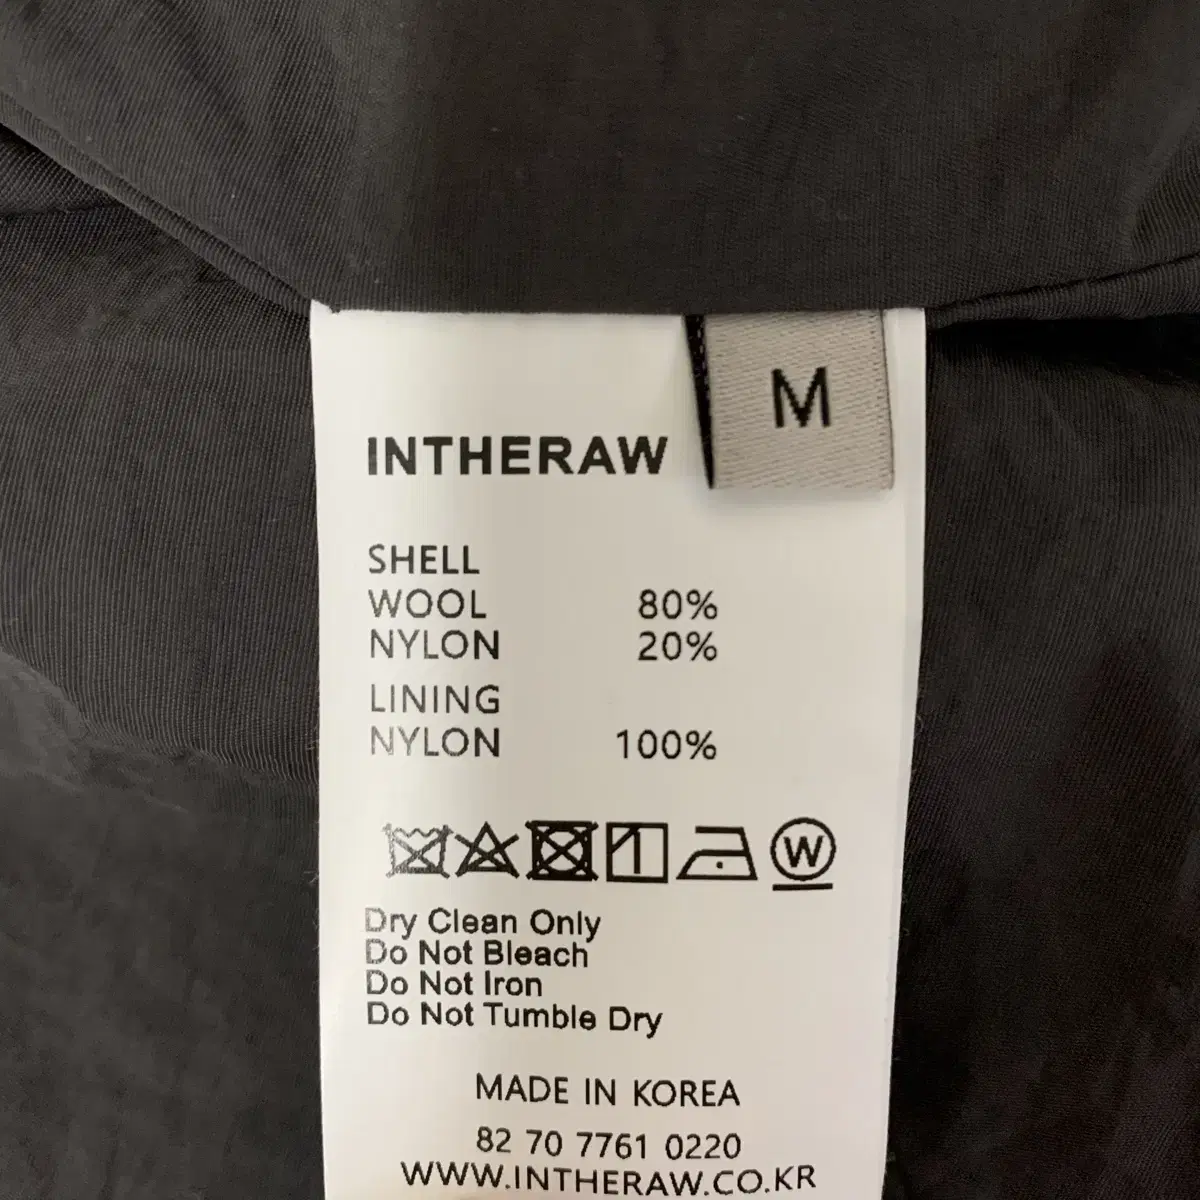 M
INTHERAW
SHELL
WOOL 80%
NYLON 20%
LINING
NYLON 100%
W
Dry Clean Only
Do Not Bleach
Do Not Iron
Do Not Tumble Dry
MADE IN KOREA
82 70 7761 0220
WWW.INTHERAW.CO.KR